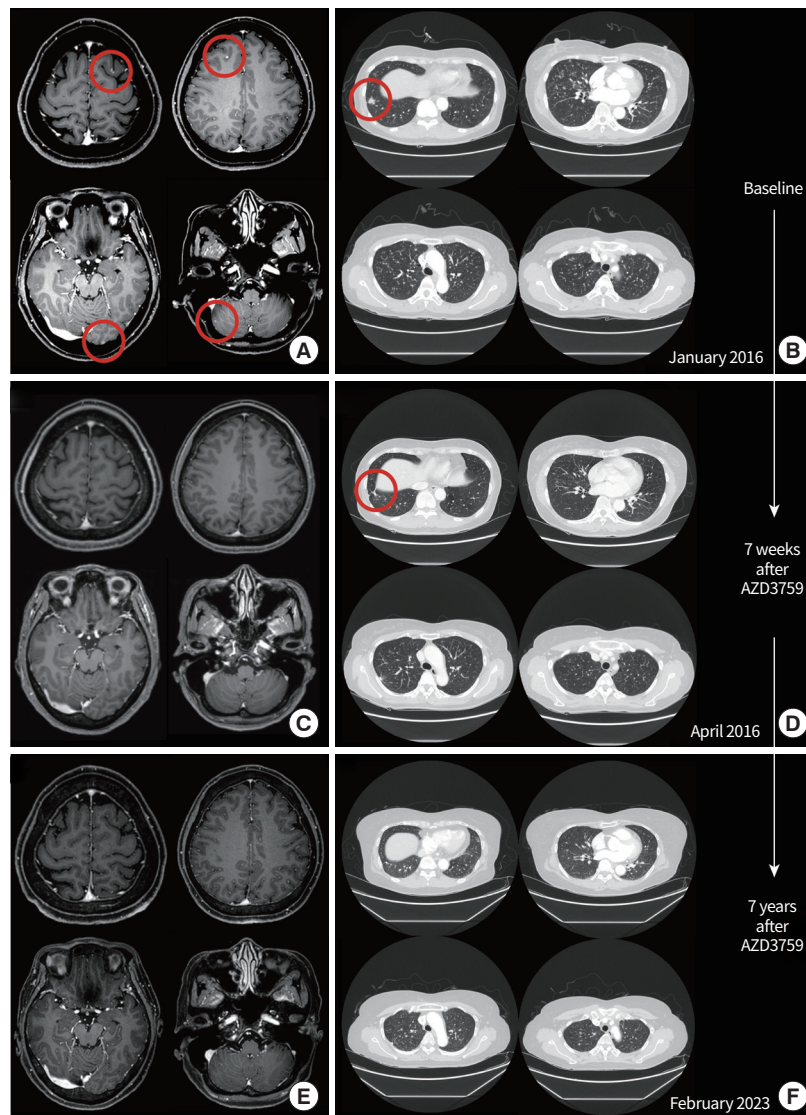 Baseline
A
January 2016
B
7 weeks
after
AZD3759
C
April 2016
D
7 years
after
AZD3759
E
February 2023
F